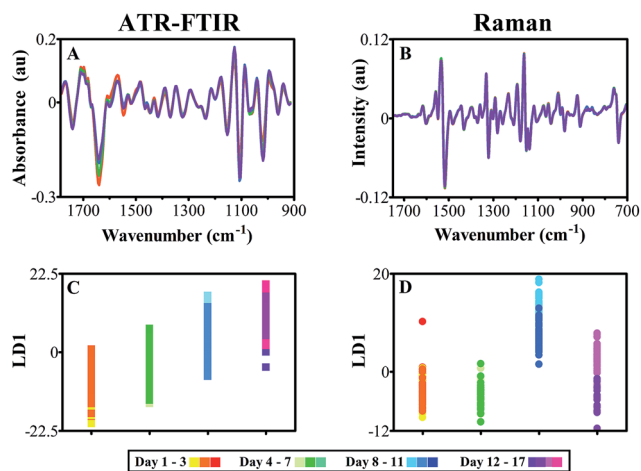 ATR-FTIR Raman
A B
0.2
0
-0.3
Absorbance (au)
1700 1500 1300 1100 900
Wavenumber (cm⁻¹)
0.12
0
-0.12
Intensity (au)
1700 1500 1300 1100 900 700
Wavenumber (cm⁻¹)
C D
22.5
0
-22.5
LD1
20
0
-12
LD1
Day 1 - 3 Day 4 - 7 Day 8 - 11 Day 12 - 17